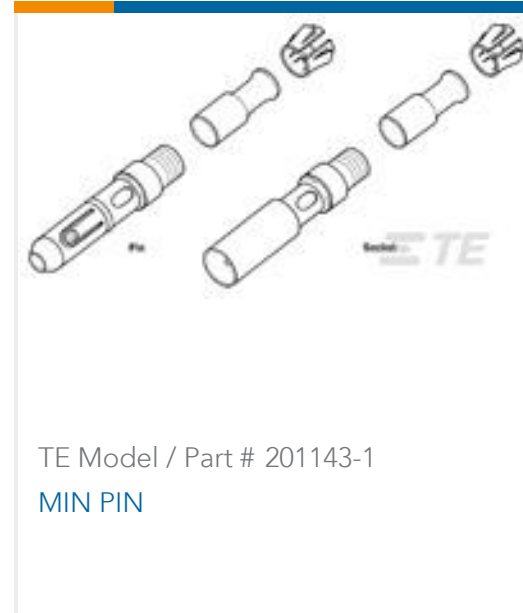 Pin
Socket
TE
TE Model / Part # 201143-1
MIN PIN